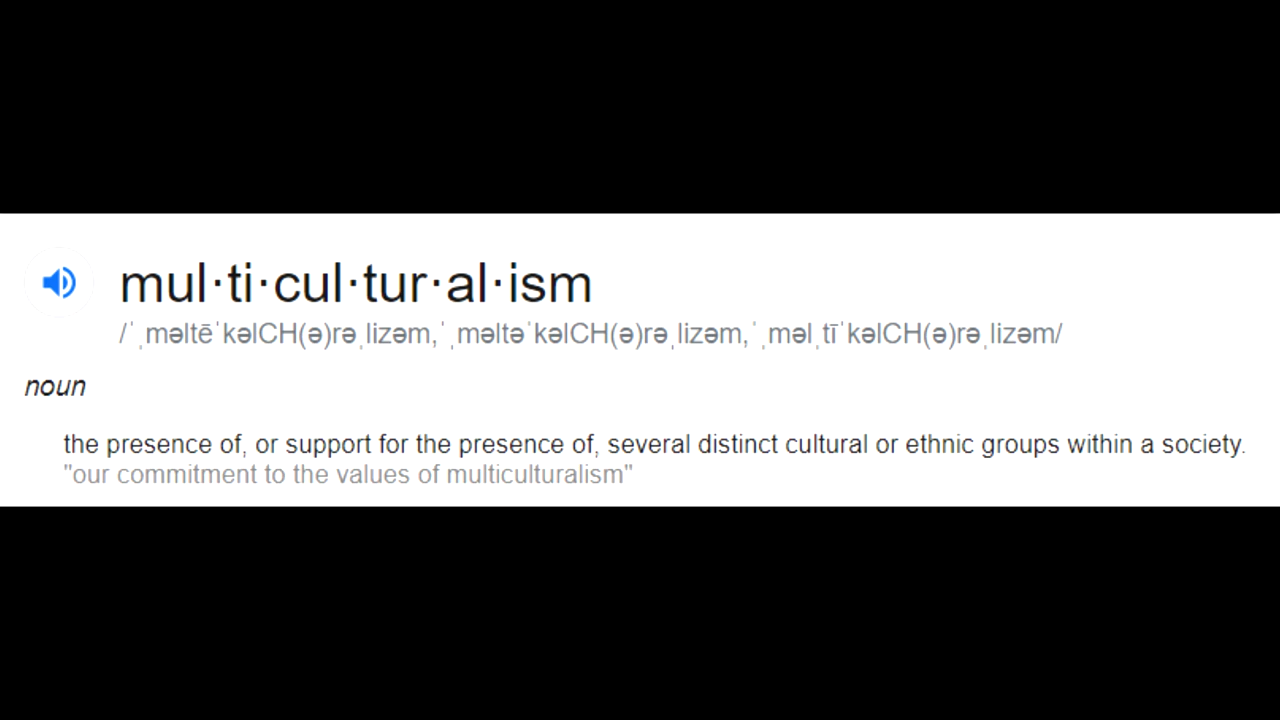 mul·ti·cul·tur·al·ism
/ˈˌməltēˈkəlCH(ə)rəˌlizəm,ˈˌməltəˈkəlCH(ə)rəˌlizəm,ˈˌməlˌtīˈkəlCH(ə)rəˌlizəm/
noun
the presence of, or support for the presence of, several distinct cultural or ethnic groups within a society.
"our commitment to the values of multiculturalism"